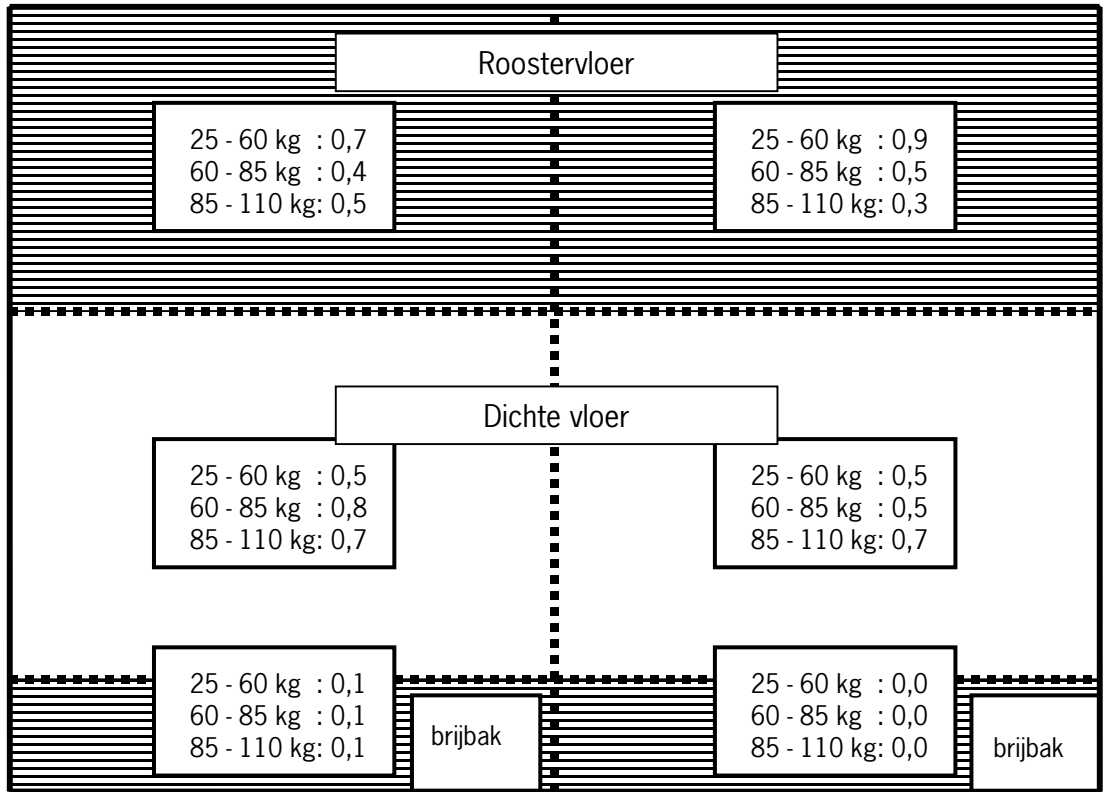 Roostervloer
25 - 60 kg : 0,7
60 - 85 kg : 0,4
85 - 110 kg: 0,5
25 - 60 kg : 0,9
60 - 85 kg : 0,5
85 - 110 kg: 0,3
Dichte vloer
25 - 60 kg : 0,5
60 - 85 kg : 0,8
85 - 110 kg: 0,7
25 - 60 kg : 0,5
60 - 85 kg : 0,5
85 - 110 kg: 0,7
25 - 60 kg : 0,1
60 - 85 kg : 0,1
85 - 110 kg: 0,1
brijbak
25 - 60 kg : 0,0
60 - 85 kg : 0,0
85 - 110 kg: 0,0
brijbak